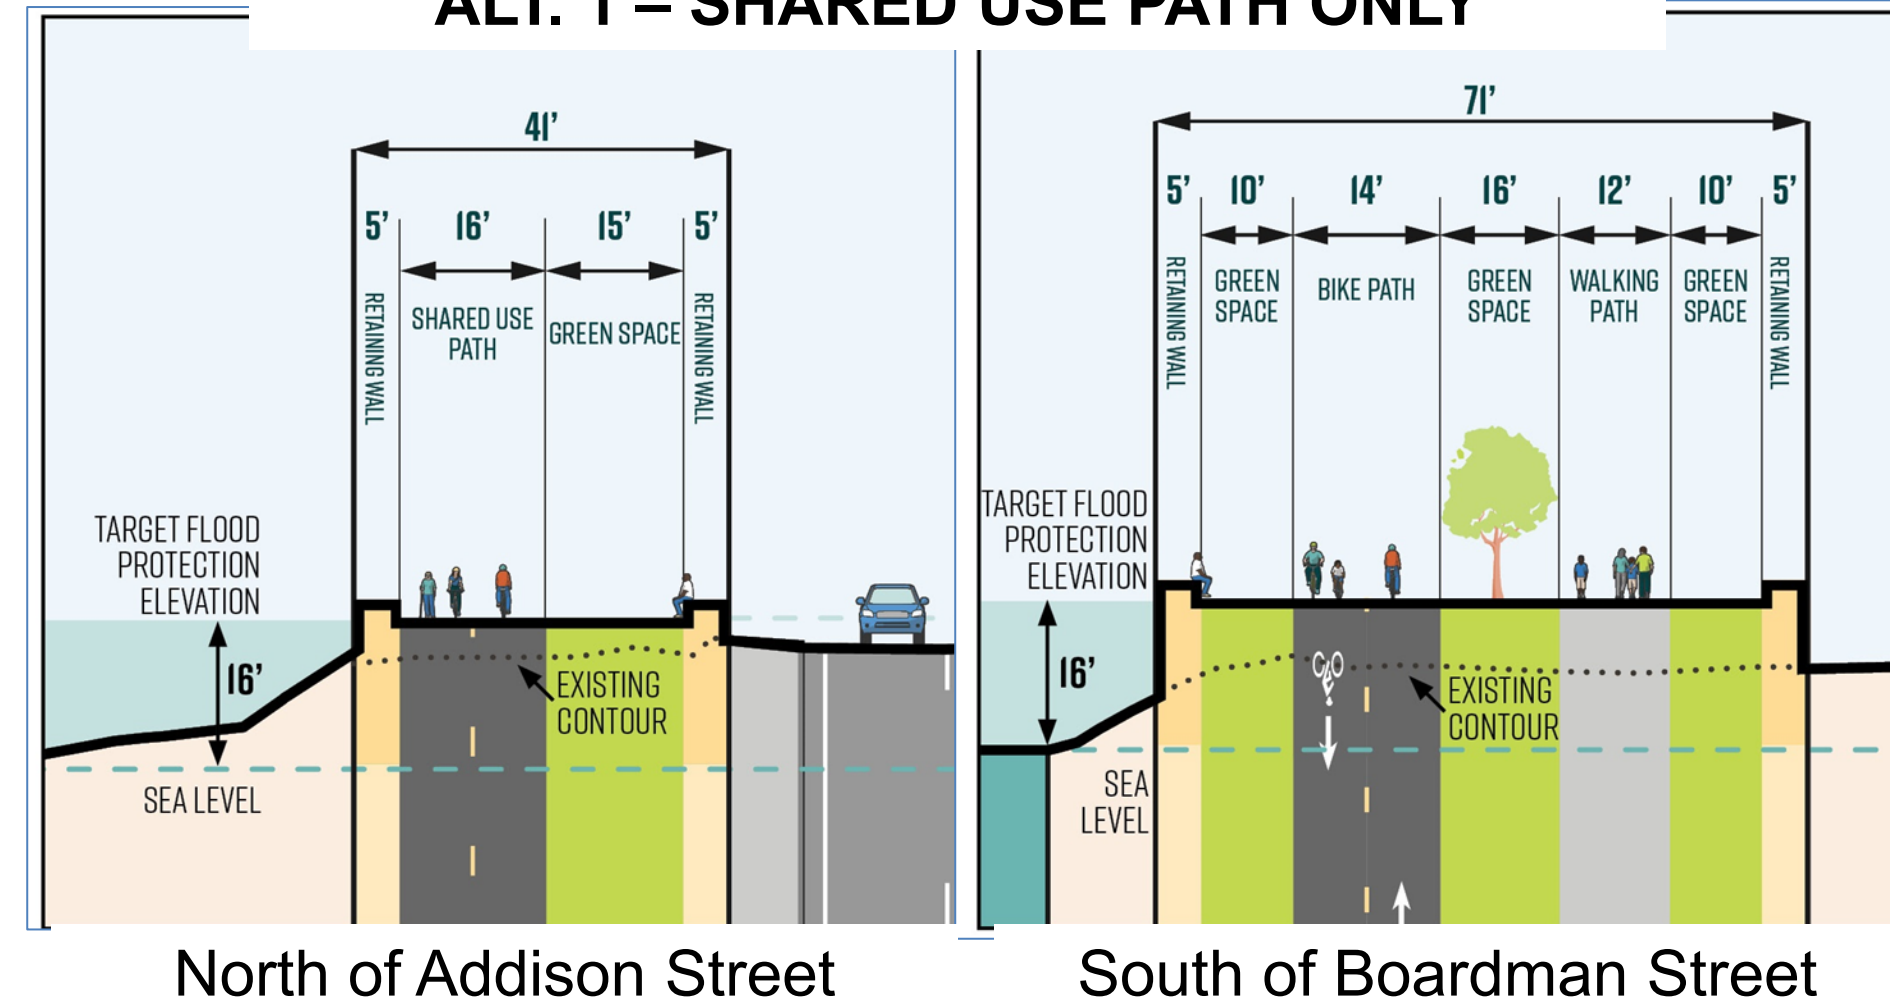 ALT. 1 – SHARED USE PATH ONLY
41’
5’ 16’ 15’ 5’
RETAINING WALL
SHARED USE
PATH
GREEN SPACE
RETAINING WALL
TARGET FLOOD
PROTECTION
ELEVATION
16’
EXISTING
CONTOUR
SEA LEVEL
North of Addison Street
71’
5’ 10’ 14’ 16’ 12’ 10’ 5’
RETAINING WALL
GREEN
SPACE
BIKE PATH
GREEN
SPACE
WALKING
PATH
GREEN
SPACE
RETAINING WALL
TARGET FLOOD
PROTECTION
ELEVATION
16’
EXISTING
CONTOUR
SEA
LEVEL
South of Boardman Street